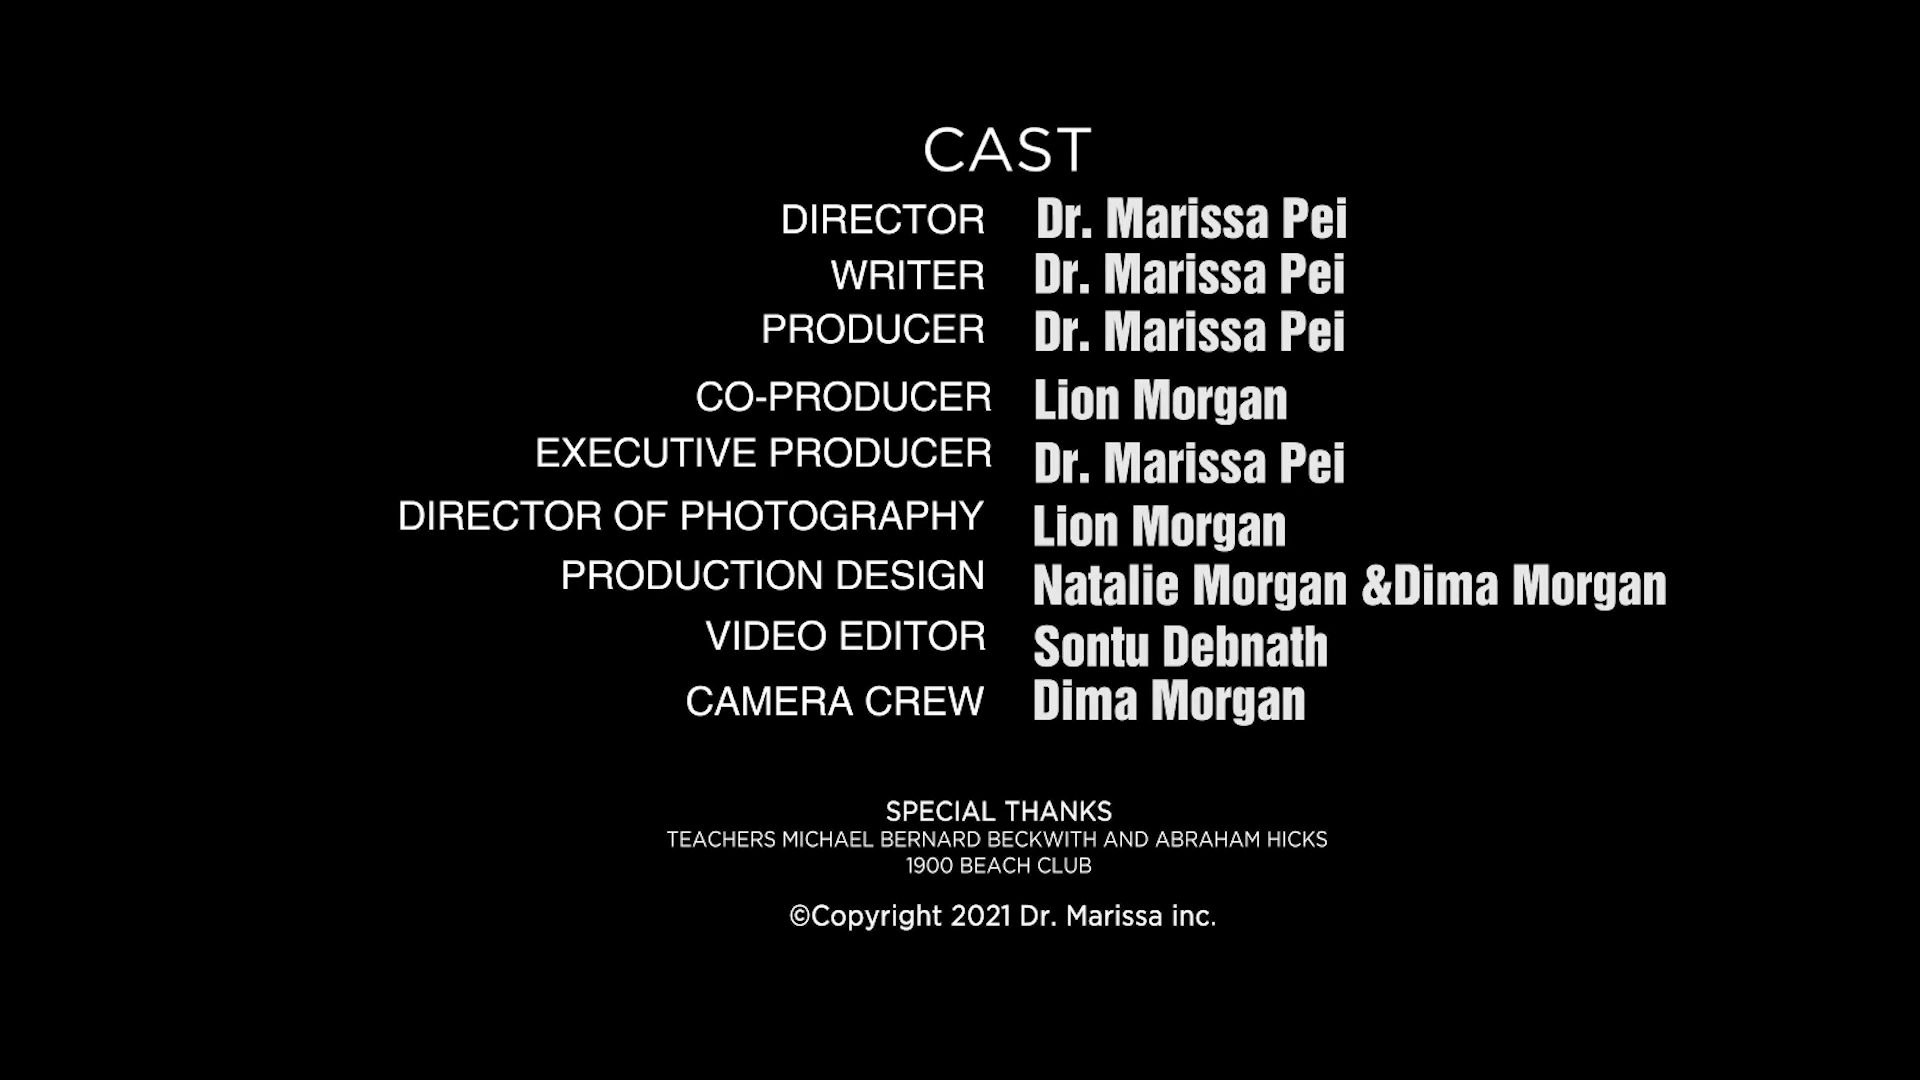 CAST
DIRECTOR Dr. Marissa Pei
WRITER Dr. Marissa Pei
PRODUCER Dr. Marissa Pei
CO-PRODUCER Lion Morgan
EXECUTIVE PRODUCER Dr. Marissa Pei
DIRECTOR OF PHOTOGRAPHY Lion Morgan
PRODUCTION DESIGN Natalie Morgan &Dima Morgan
VIDEO EDITOR Sontu Debnath
CAMERA CREW Dima Morgan
SPECIAL THANKS
TEACHERS MICHAEL BERNARD BECKWITH AND ABRAHAM HICKS
1900 BEACH CLUB
©Copyright 2021 Dr. Marissa inc.